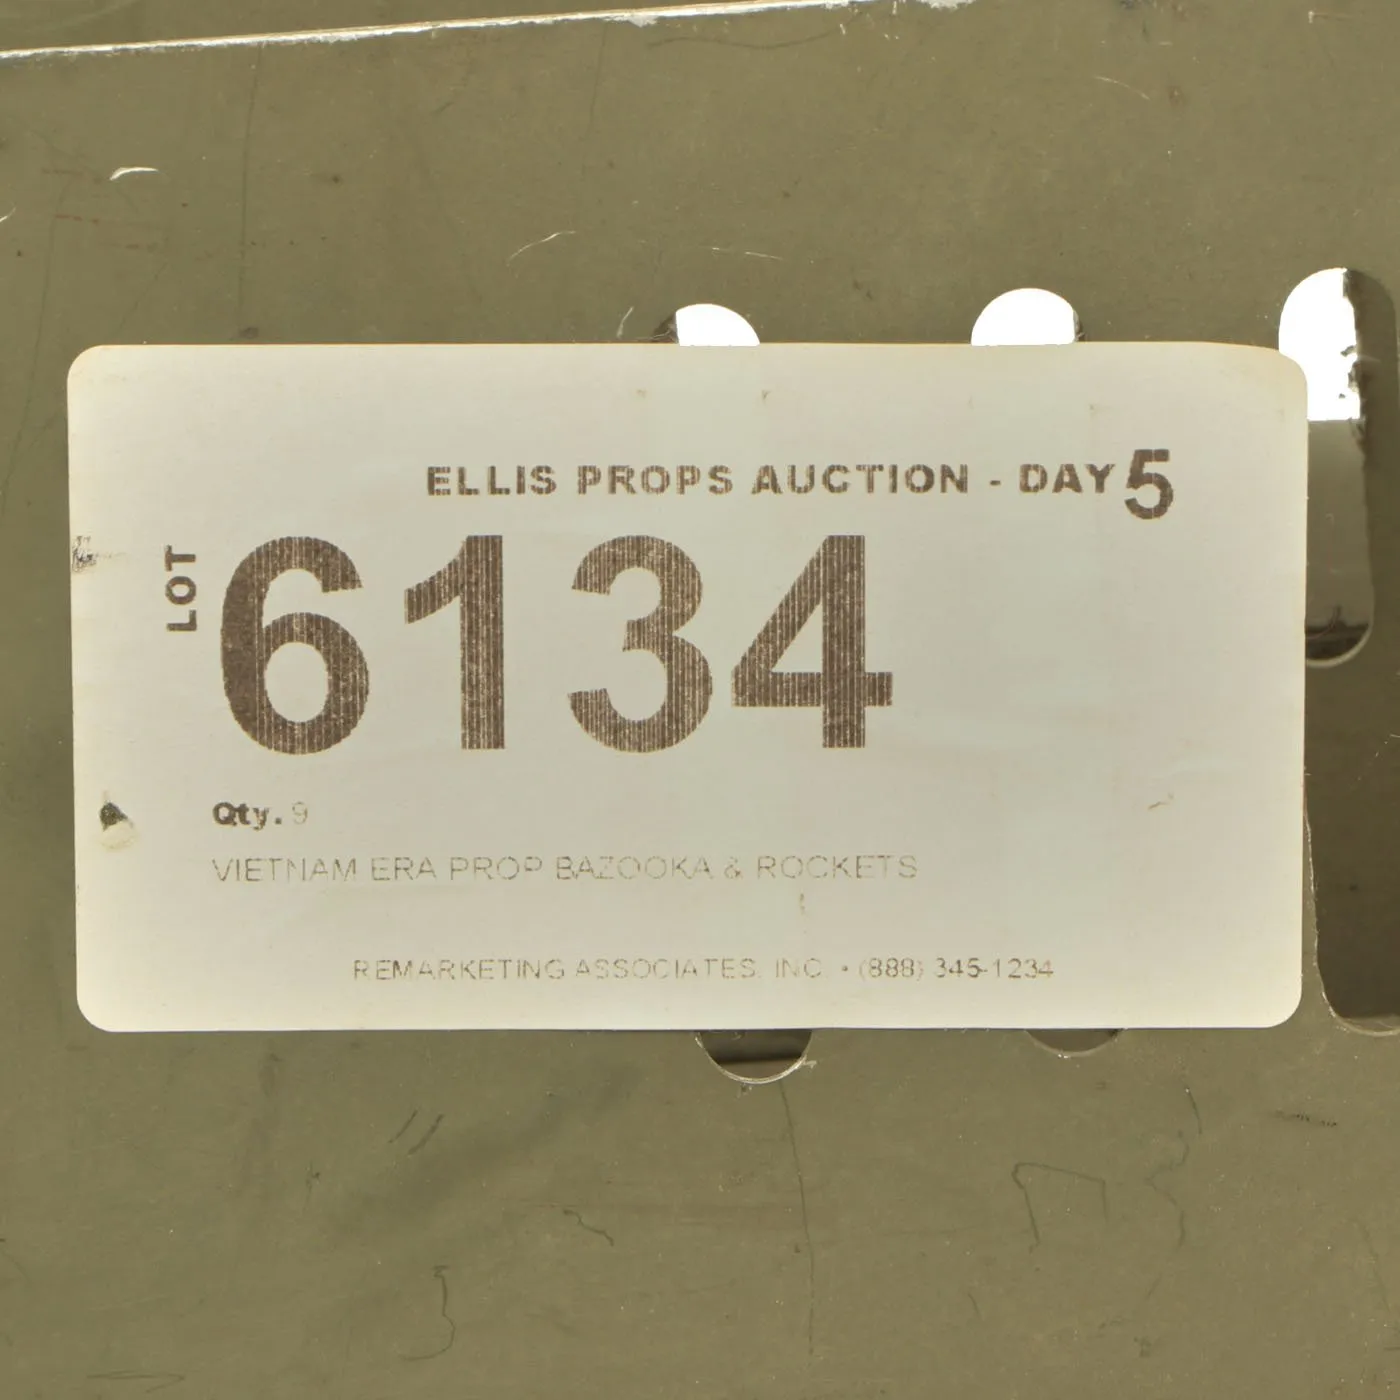 ELLIS PROPS AUCTION - DAY 5
LOT
6134
Qty. 9
VIETNAM ERA PROP BAZOOKA & ROCKETS
REMARKETING ASSOCIATES, INC. • (888) 345-1234